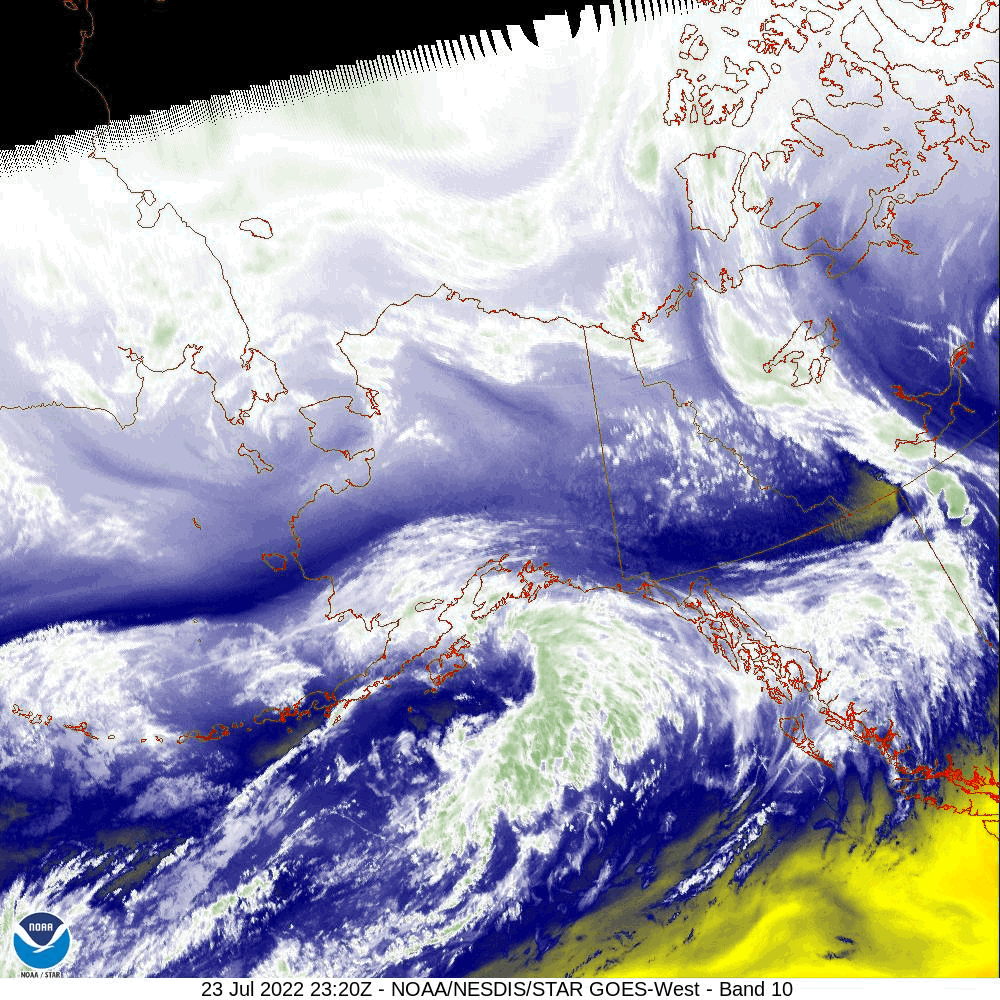 NOAA
NOAA / STAR
23 Jul 2022 23:20Z - NOAA/NESDIS/STAR GOES-West - Band 10